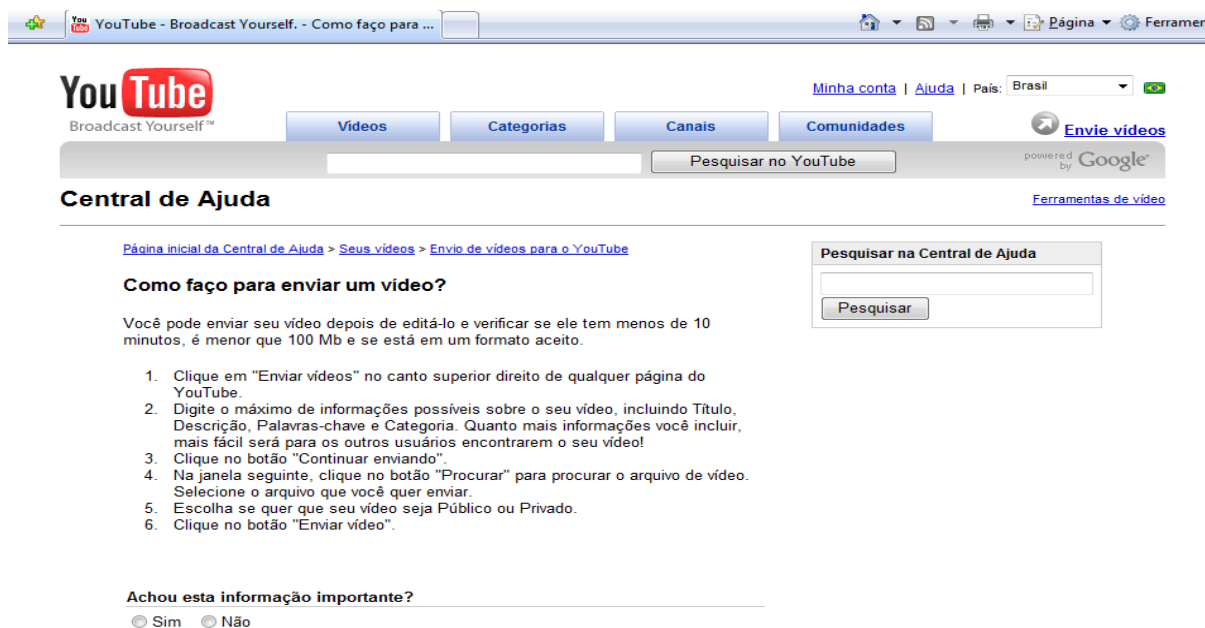 YouTube - Broadcast Yourself. - Como faço para ...
Página
Ferramen
You Tube
Broadcast Yourself™
Minha conta | Ajuda | País: Brasil
Vídeos Categorias Canais Comunidades
Envie vídeos
Pesquisar no YouTube
powered by Google
Central de Ajuda
Ferramentas de vídeo
Página inicial da Central de Ajuda > Seus vídeos > Envio de vídeos para o YouTube
Pesquisar na Central de Ajuda
Pesquisar
Como faço para enviar um vídeo?
Você pode enviar seu vídeo depois de editá-lo e verificar se ele tem menos de 10
minutos, é menor que 100 Mb e se está em um formato aceito.
1. Clique em "Enviar vídeos" no canto superior direito de qualquer página do
YouTube.
2. Digite o máximo de informações possíveis sobre o seu vídeo, incluindo Título,
Descrição, Palavras-chave e Categoria. Quanto mais informações você incluir,
mais fácil será para os outros usuários encontrarem o seu vídeo!
3. Clique no botão "Continuar enviando".
4. Na janela seguinte, clique no botão "Procurar" para procurar o arquivo de vídeo.
Selecione o arquivo que você quer enviar.
5. Escolha se quer que seu vídeo seja Público ou Privado.
6. Clique no botão "Enviar vídeo".
Achou esta informação importante?
Sim Não